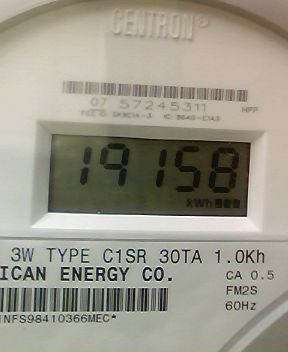 CENTRON®
07 57245311 HPP
19158
kWh
3W TYPE C1SR 30TA 1.0Kh
ICAN ENERGY CO. CA 0.5
FM2S
60Hz
NFS98410366MEC*